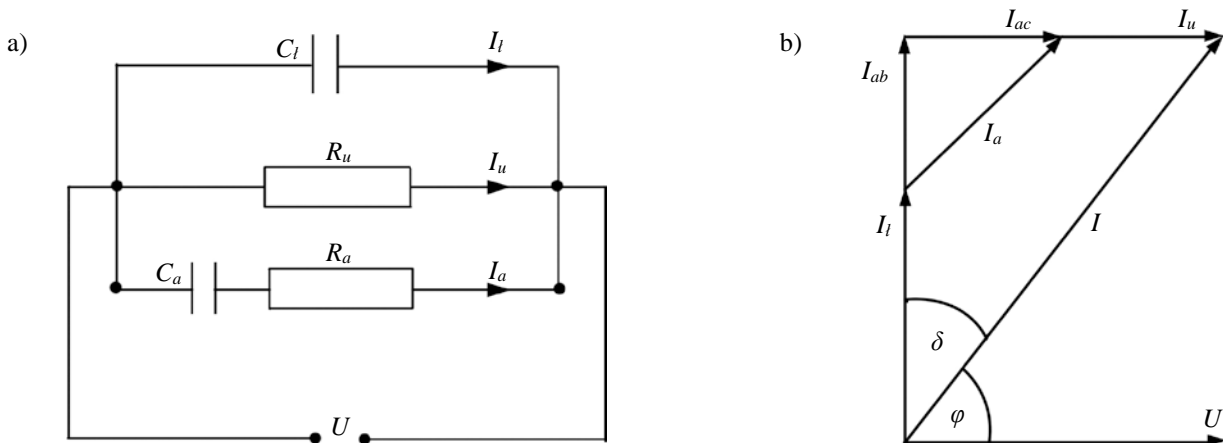 a)
C_l
I_l
R_u
I_u
C_a
R_a
I_a
U
b)
I_ac
I_u
I_ab
I_a
I_l
I
δ
φ
U